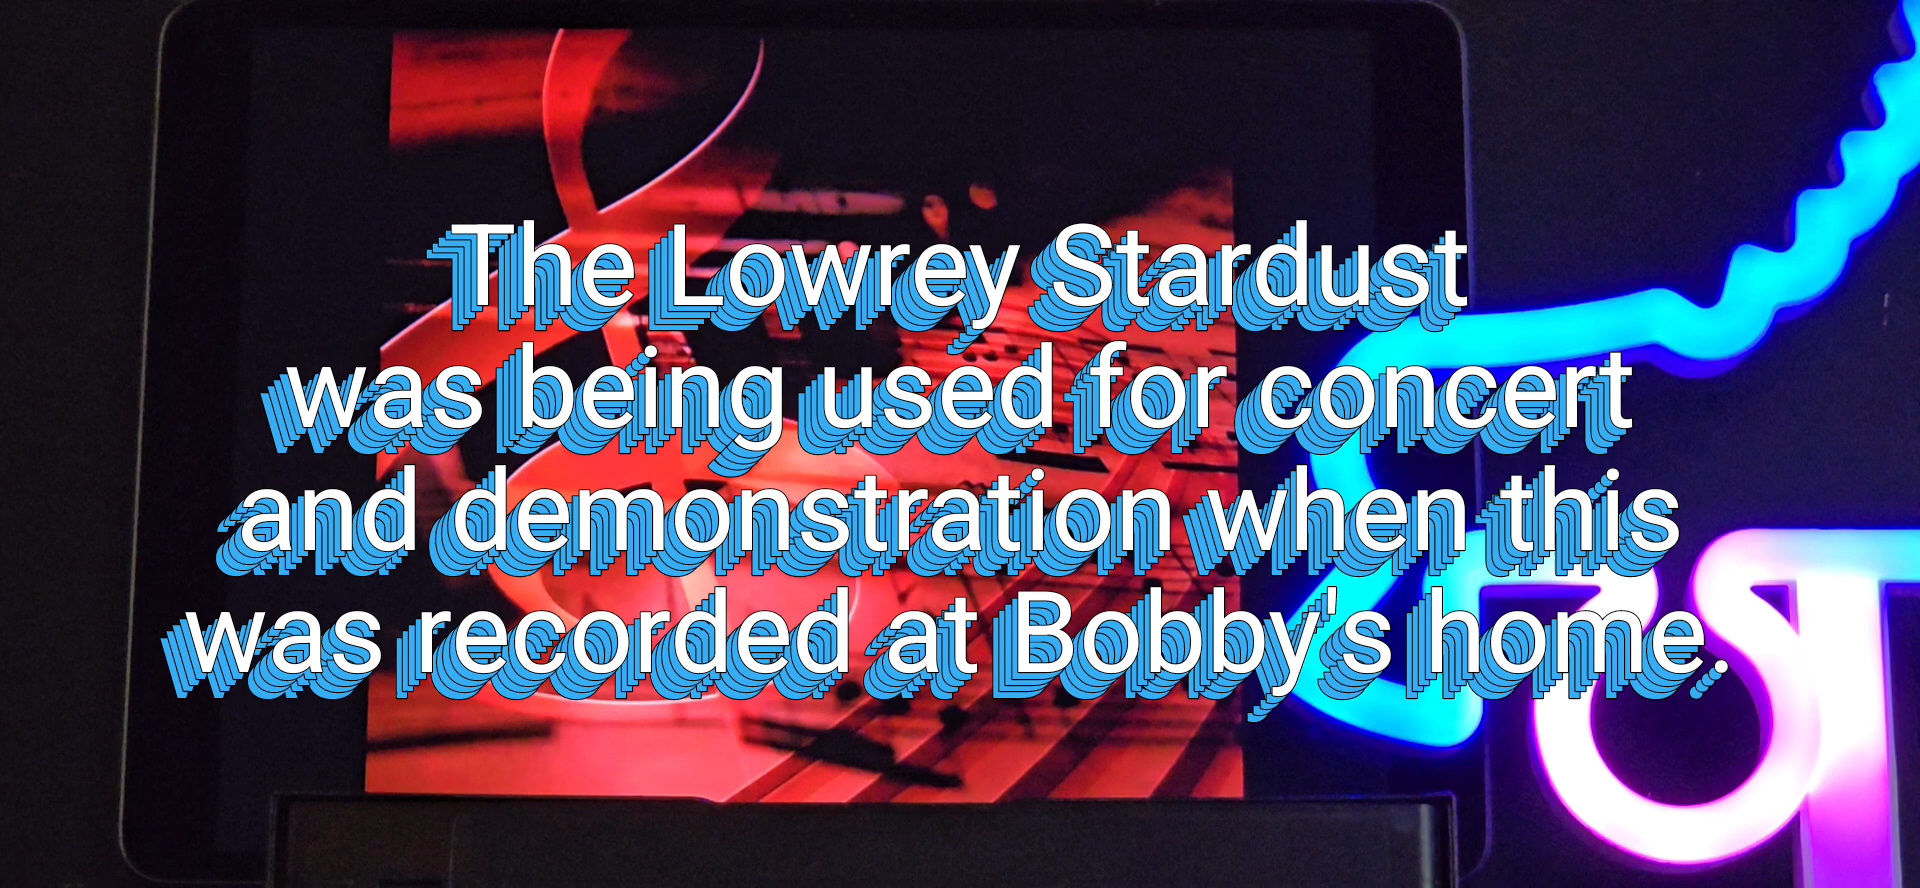 The Lowrey Stardust
was being used for concert
and demonstration when this
was recorded at Bobby's home.